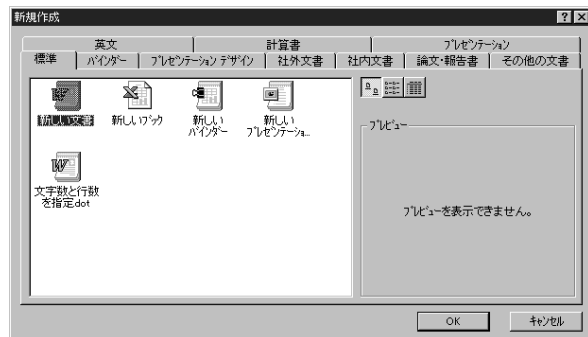 新規作成
英文
計算書
プレゼンテーション
標準
バインダー
プレゼンテーション デザイン
社外文書
社内文書
論文・報告書
その他の文書
新しい文書
新しいブック
新しい
バインダー
新しい
プレゼンテーショ...
文字数と行数
を指定dot
プレビュー
プレビューを表示できません。
OK
キャンセル